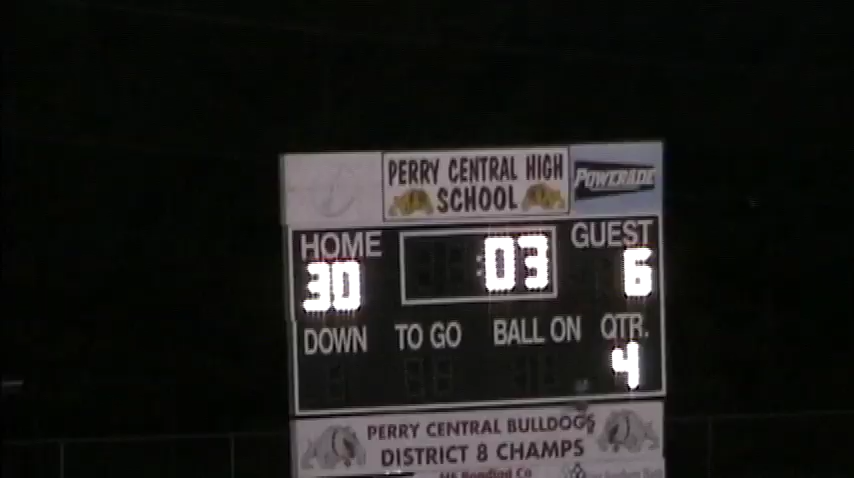 PERRY CENTRAL HIGH
SCHOOL
POWERADE
HOME
GUEST
30
:03
6
DOWN TO GO BALL ON QTR.
4
PERRY CENTRAL BULLDOGS
DISTRICT 8 CHAMPS